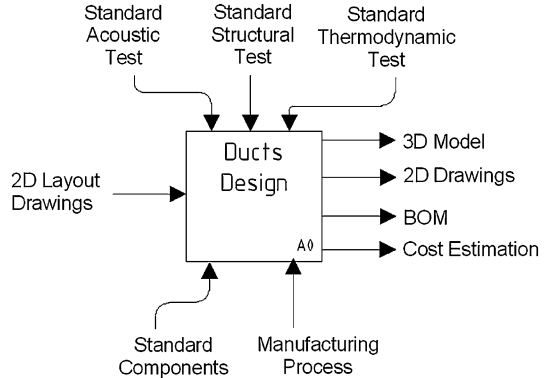 Standard
Acoustic
Test
Standard
Structural
Test
Standard
Thermodynamic
Test
Ducts
Design
A0
2D Layout
Drawings
3D Model
2D Drawings
BOM
Cost Estimation
Standard
Components
Manufacturing
Process